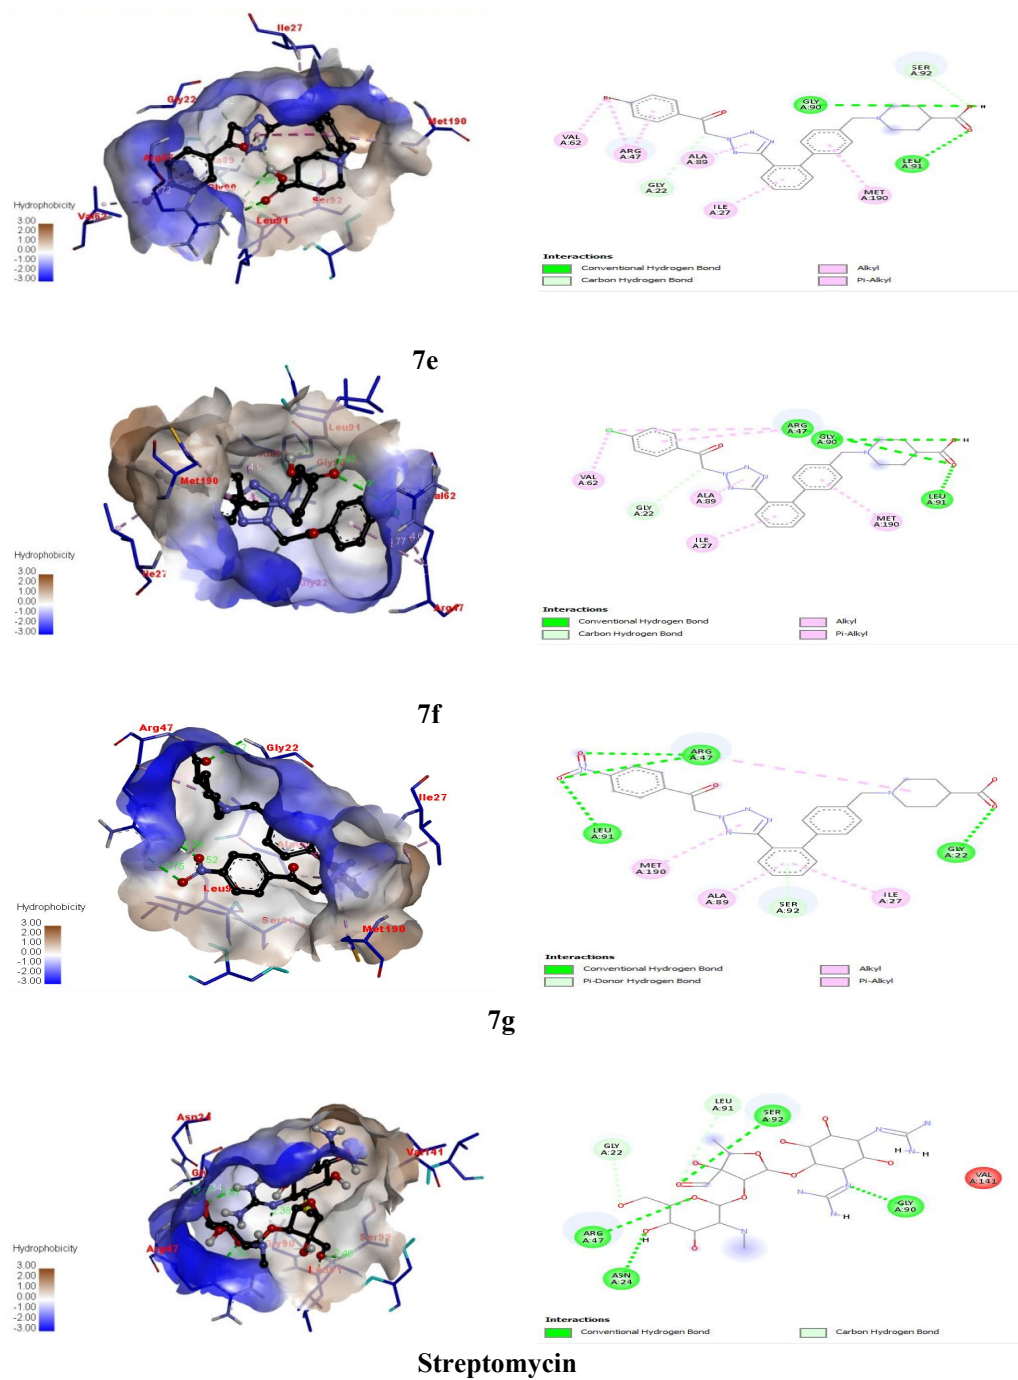 Ile27
Gly22
Met190
Gly90
Ser92
Leu91
Val62
Hydrophobicity
3.00
2.00
1.00
0.00
-1.00
-2.00
-3.00
SER
A:92
GLY
A:90
H
VAL
A:62
ARG
A:47
ALA
A:89
LEU
A:91
GLY
A:22
ILE
A:27
MET
A:190
Interactions
Conventional Hydrogen Bond
Carbon Hydrogen Bond
Alkyl
Pi-Alkyl
7e
Leu91
Met190
Gly22
Arg47
Hydrophobicity
3.00
2.00
1.00
0.00
-1.00
-2.00
-3.00
ARG
A:47
GLY
A:90
H
VAL
A:62
ALA
A:89
GLY
A:22
LEU
A:91
MET
A:190
ILE
A:27
Interactions
Conventional Hydrogen Bond
Carbon Hydrogen Bond
Alkyl
Pi-Alkyl
7f
Arg47
Gly22
Ile27
Met190
Hydrophobicity
3.00
2.00
1.00
0.00
-1.00
-2.00
-3.00
ARG
A:47
LEU
A:91
MET
A:190
ALA
A:89
SER
A:92
ILE
A:27
GLY
A:22
Interactions
Conventional Hydrogen Bond
Pi-Donor Hydrogen Bond
Alkyl
Pi-Alkyl
7g
Asn24
Val141
Arg47
Ser92
Gly90
Hydrophobicity
3.00
2.00
1.00
0.00
-1.00
-2.00
-3.00
LEU
A:91
SER
A:92
GLY
A:22
VAL
A:141
GLY
A:90
ARG
A:47
ASN
A:24
Interactions
Conventional Hydrogen Bond
Carbon Hydrogen Bond
Streptomycin